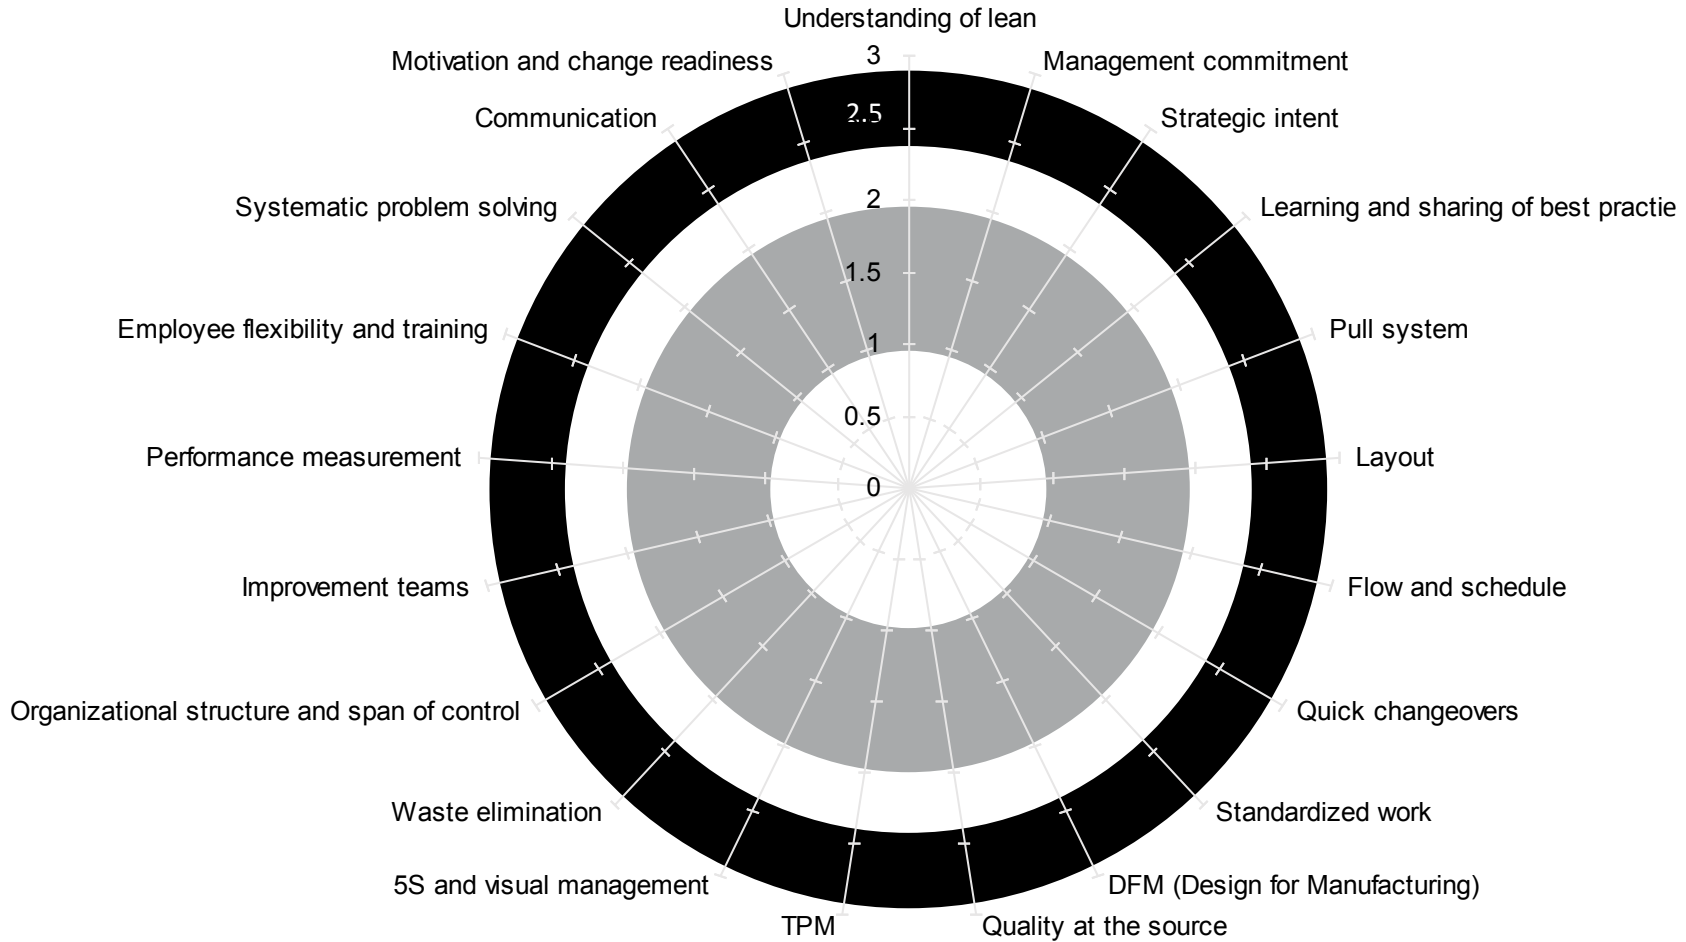 Understanding of lean
3
Motivation and change readiness
Management commitment
2.5
Communication
Strategic intent
2
Systematic problem solving
Learning and sharing of best practie
1.5
Employee flexibility and training
Pull system
1
0.5
Performance measurement
Layout
0
Improvement teams
Flow and schedule
Organizational structure and span of control
Quick changeovers
Waste elimination
Standardized work
5S and visual management
DFM (Design for Manufacturing)
TPM
Quality at the source